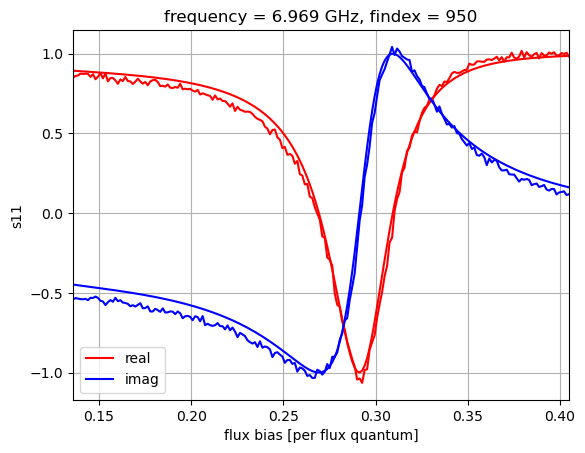 frequency = 6.969 GHz, findex = 950
1.0
0.5
0.0
−0.5
−1.0
s11
real
imag
0.15
0.20
0.25
0.30
0.35
0.40
flux bias [per flux quantum]